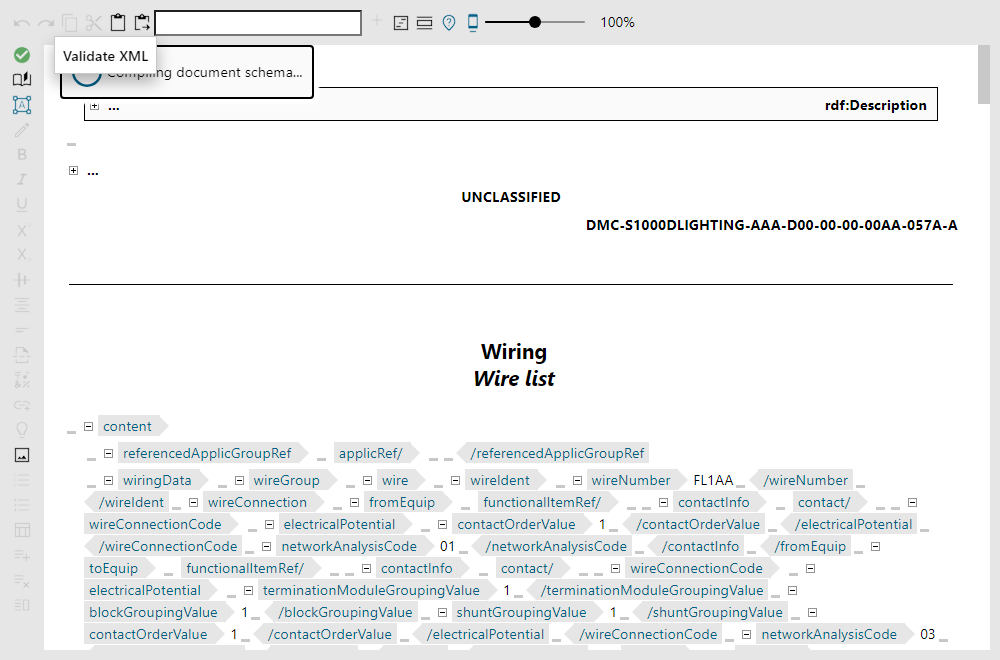 100%
Validate XML
Compiling document schema...
... rdf:Description
...
UNCLASSIFIED
DMC-S1000DLIGHTING-AAA-D00-00-00-00AA-057A-A
Wiring
Wire list
content
referencedApplicGroupRef applicRef/ /referencedApplicGroupRef
wiringData wireGroup wire wireIdent wireNumber FL1AA /wireNumber
/wireIdent wireConnection fromEquip functionalItemRef/ contactInfo contact/
wireConnectionCode electricalPotential contactOrderValue 1 /contactOrderValue /electricalPotential
/wireConnectionCode networkAnalysisCode 01 /networkAnalysisCode /contactInfo /fromEquip
toEquip functionalItemRef/ contactInfo contact/ wireConnectionCode
electricalPotential terminationModuleGroupingValue 1 /terminationModuleGroupingValue
blockGroupingValue 1 /blockGroupingValue shuntGroupingValue 1 /shuntGroupingValue
contactOrderValue 1 /contactOrderValue /electricalPotential /wireConnectionCode networkAnalysisCode 03